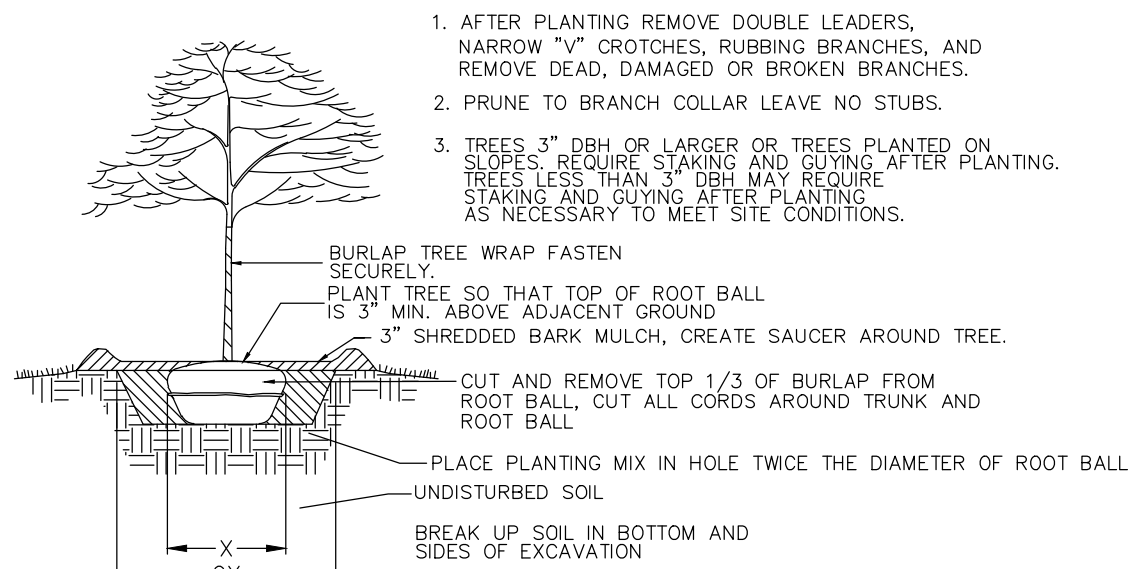 1. AFTER PLANTING REMOVE DOUBLE LEADERS,
NARROW "V" CROTCHES, RUBBING BRANCHES, AND
REMOVE DEAD, DAMAGED OR BROKEN BRANCHES.
2. PRUNE TO BRANCH COLLAR LEAVE NO STUBS.
3. TREES 3" DBH OR LARGER OR TREES PLANTED ON
SLOPES. REQUIRE STAKING AND GUYING AFTER PLANTING.
TREES LESS THAN 3" DBH MAY REQUIRE
STAKING AND GUYING AFTER PLANTING
AS NECESSARY TO MEET SITE CONDITIONS.
BURLAP TREE WRAP FASTEN
SECURELY.
PLANT TREE SO THAT TOP OF ROOT BALL
IS 3" MIN. ABOVE ADJACENT GROUND
3" SHREDDED BARK MULCH, CREATE SAUCER AROUND TREE.
CUT AND REMOVE TOP 1/3 OF BURLAP FROM
ROOT BALL, CUT ALL CORDS AROUND TRUNK AND
ROOT BALL
PLACE PLANTING MIX IN HOLE TWICE THE DIAMETER OF ROOT BALL
UNDISTURBED SOIL
BREAK UP SOIL IN BOTTOM AND
SIDES OF EXCAVATION
X